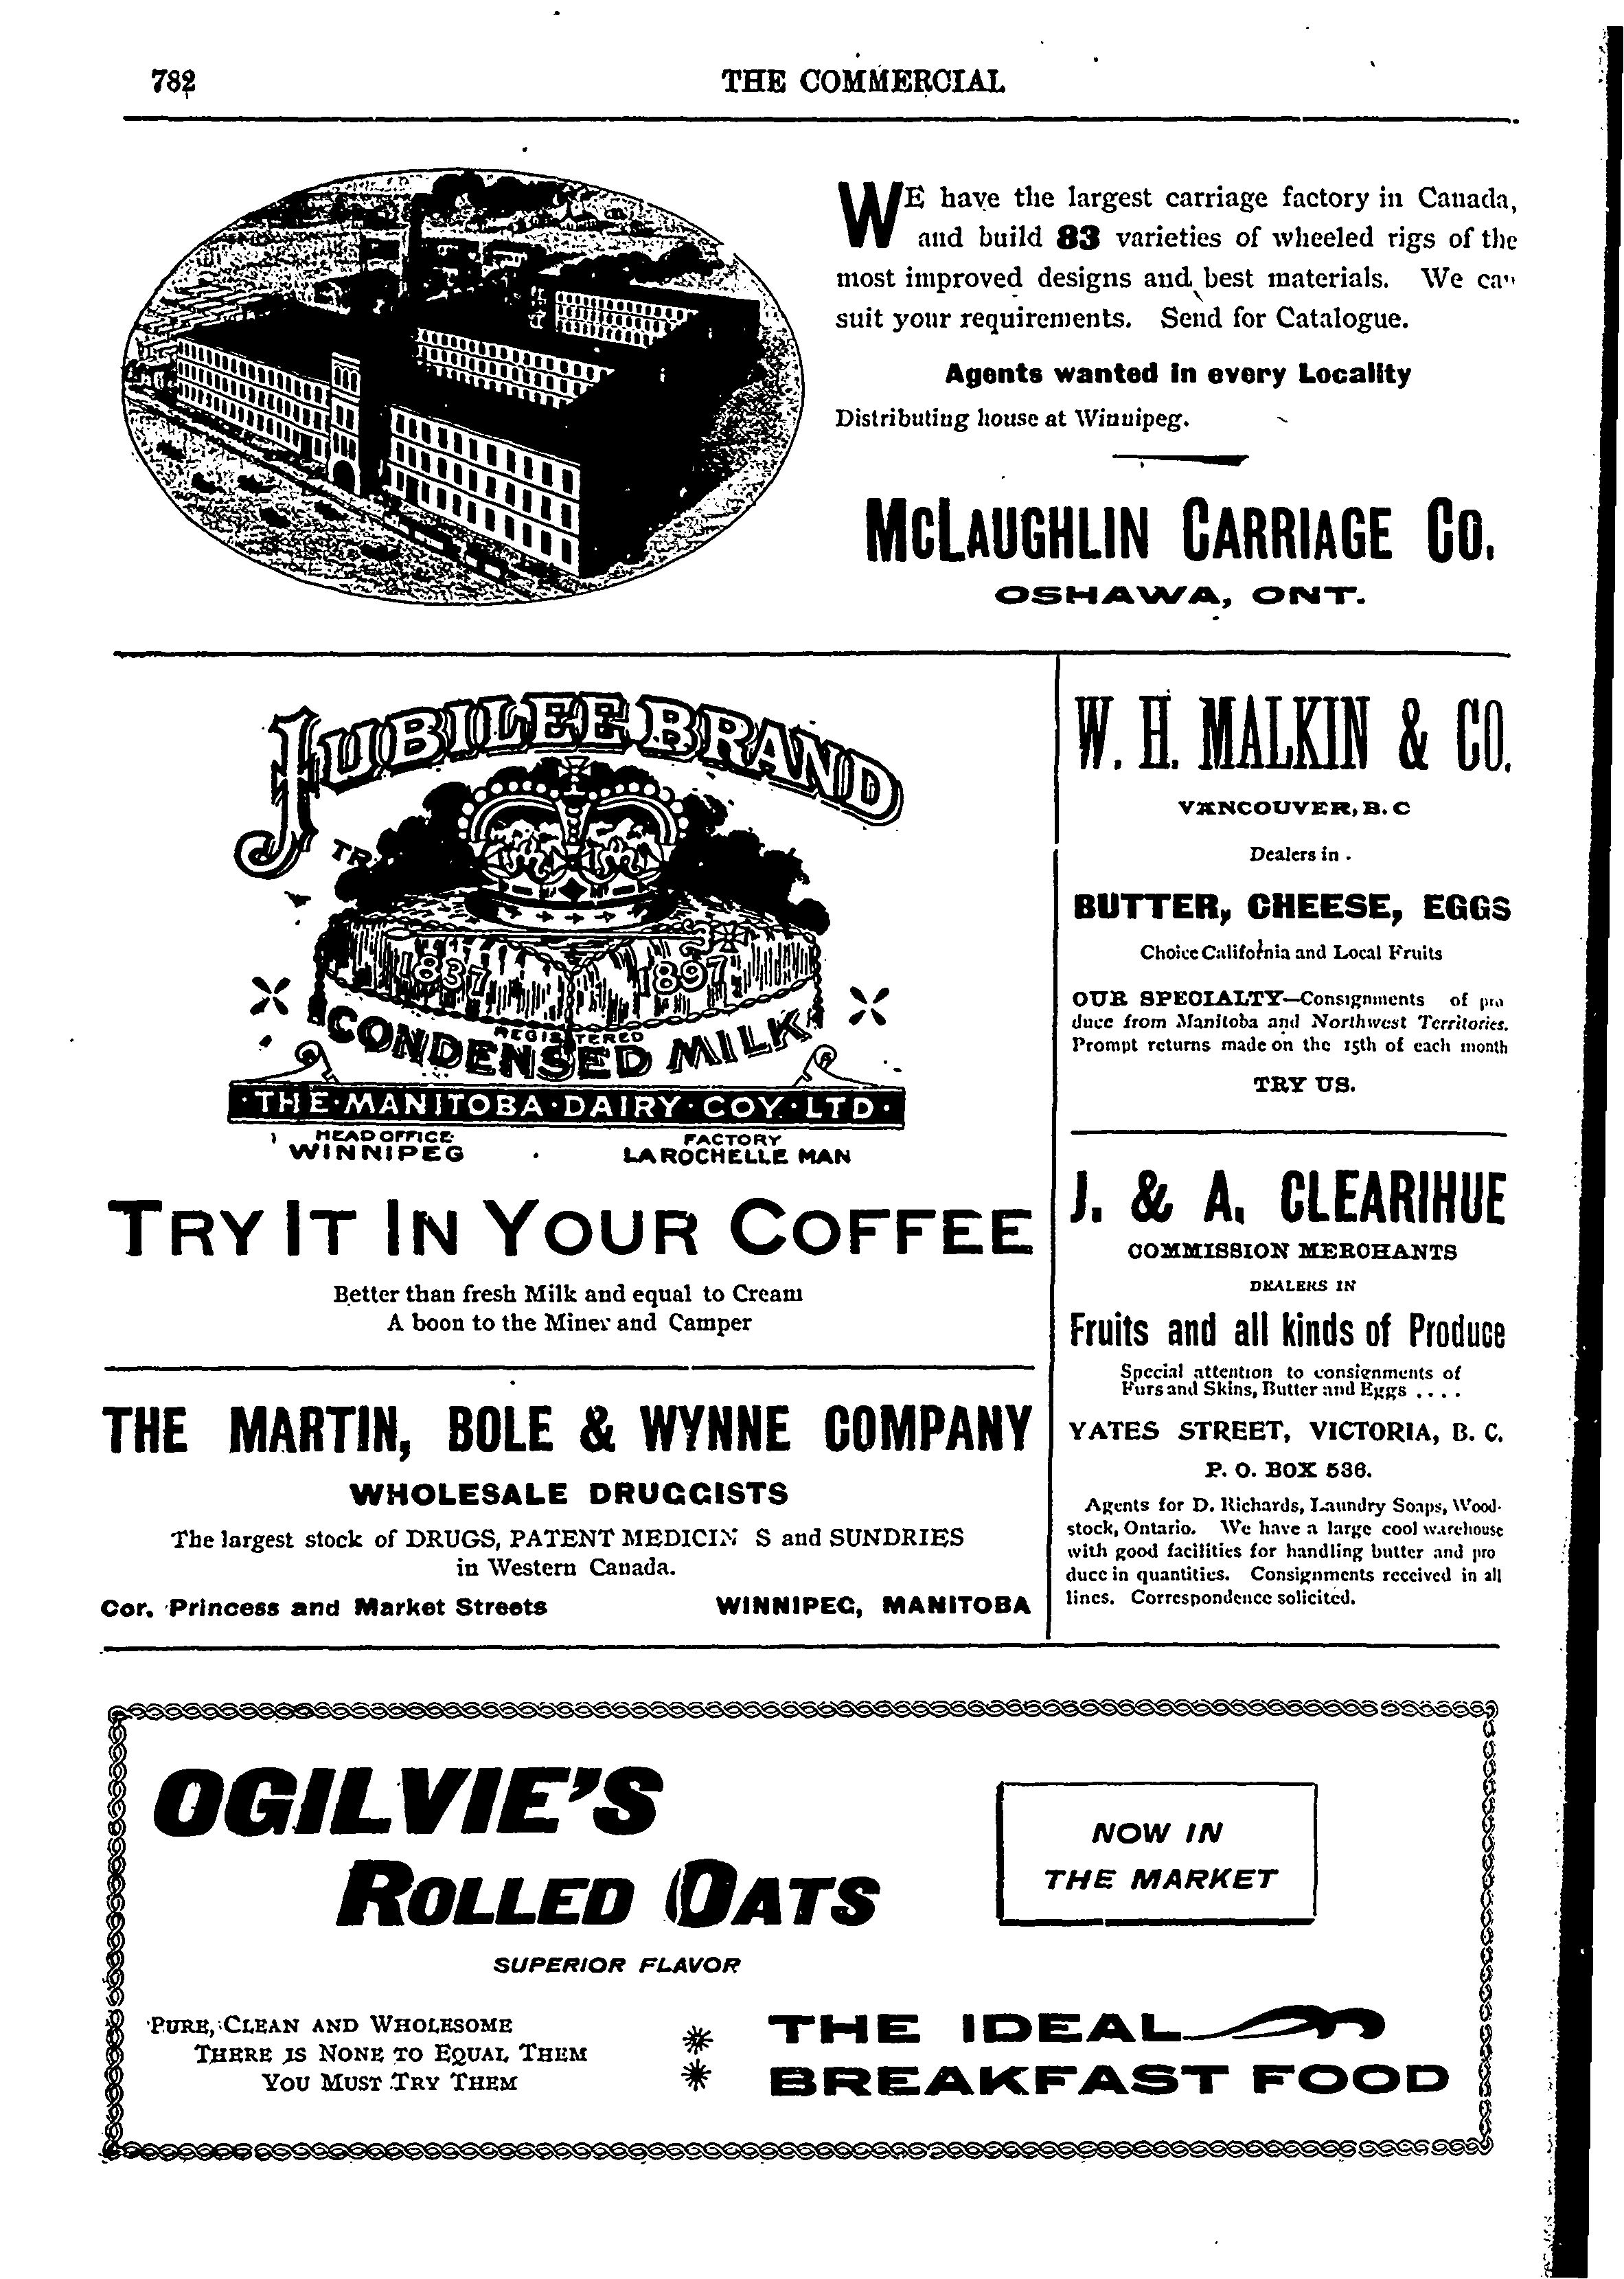 782
THE COMMERCIAL
WE have the largest carriage factory in Canada,
and build 83 varieties of wheeled rigs of the
most improved designs and best materials. We can
suit your requirements. Send for Catalogue.
Agents wanted in every Locality
Distributing house at Winnipeg.
MCLAUGHLIN CARRIAGE CO.
OSHAWA, ONT.
JUBILEE BRAND
TR
1837 1897
REGISTERED
CONDENSED MILK
THE·MANITOBA·DAIRY·COY·LTD·
HEAD OFFICE
WINNIPEG
FACTORY
LA ROCHELLE MAN
TRY IT IN YOUR COFFEE
Better than fresh Milk and equal to Cream
A boon to the Miner and Camper
THE MARTIN, BOLE & WYNNE COMPANY
WHOLESALE DRUGGISTS
The largest stock of DRUGS, PATENT MEDICIN S and SUNDRIES
in Western Canada.
Cor. Princess and Market Streets WINNIPEG, MANITOBA
W. H. MALKIN & CO.
VANCOUVER, B. C
Dealers in
BUTTER, CHEESE, EGGS
Choice California and Local Fruits
OUR SPECIALTY—Consignments of pro
duce from Manitoba and Northwest Territories.
Prompt returns made on the 15th of each month
TRY US.
J. & A. CLEARIHUE
COMMISSION MERCHANTS
DEALERS IN
Fruits and all kinds of Produce
Special attention to consignments of
Furs and Skins, Butter and Eggs ....
YATES STREET, VICTORIA, B. C.
P. O. BOX 536.
Agents for D. Richards, Laundry Soaps, Wood-
stock, Ontario. We have a large cool warehouse
with good facilities for handling butter and pro
duce in quantities. Consignments received in all
lines. Correspondence solicited.
OGILVIE'S
ROLLED OATS
SUPERIOR FLAVOR
NOW IN
THE MARKET
PURE, CLEAN AND WHOLESOME
THERE IS NONE TO EQUAL THEM
YOU MUST TRY THEM
THE IDEAL
BREAKFAST FOOD